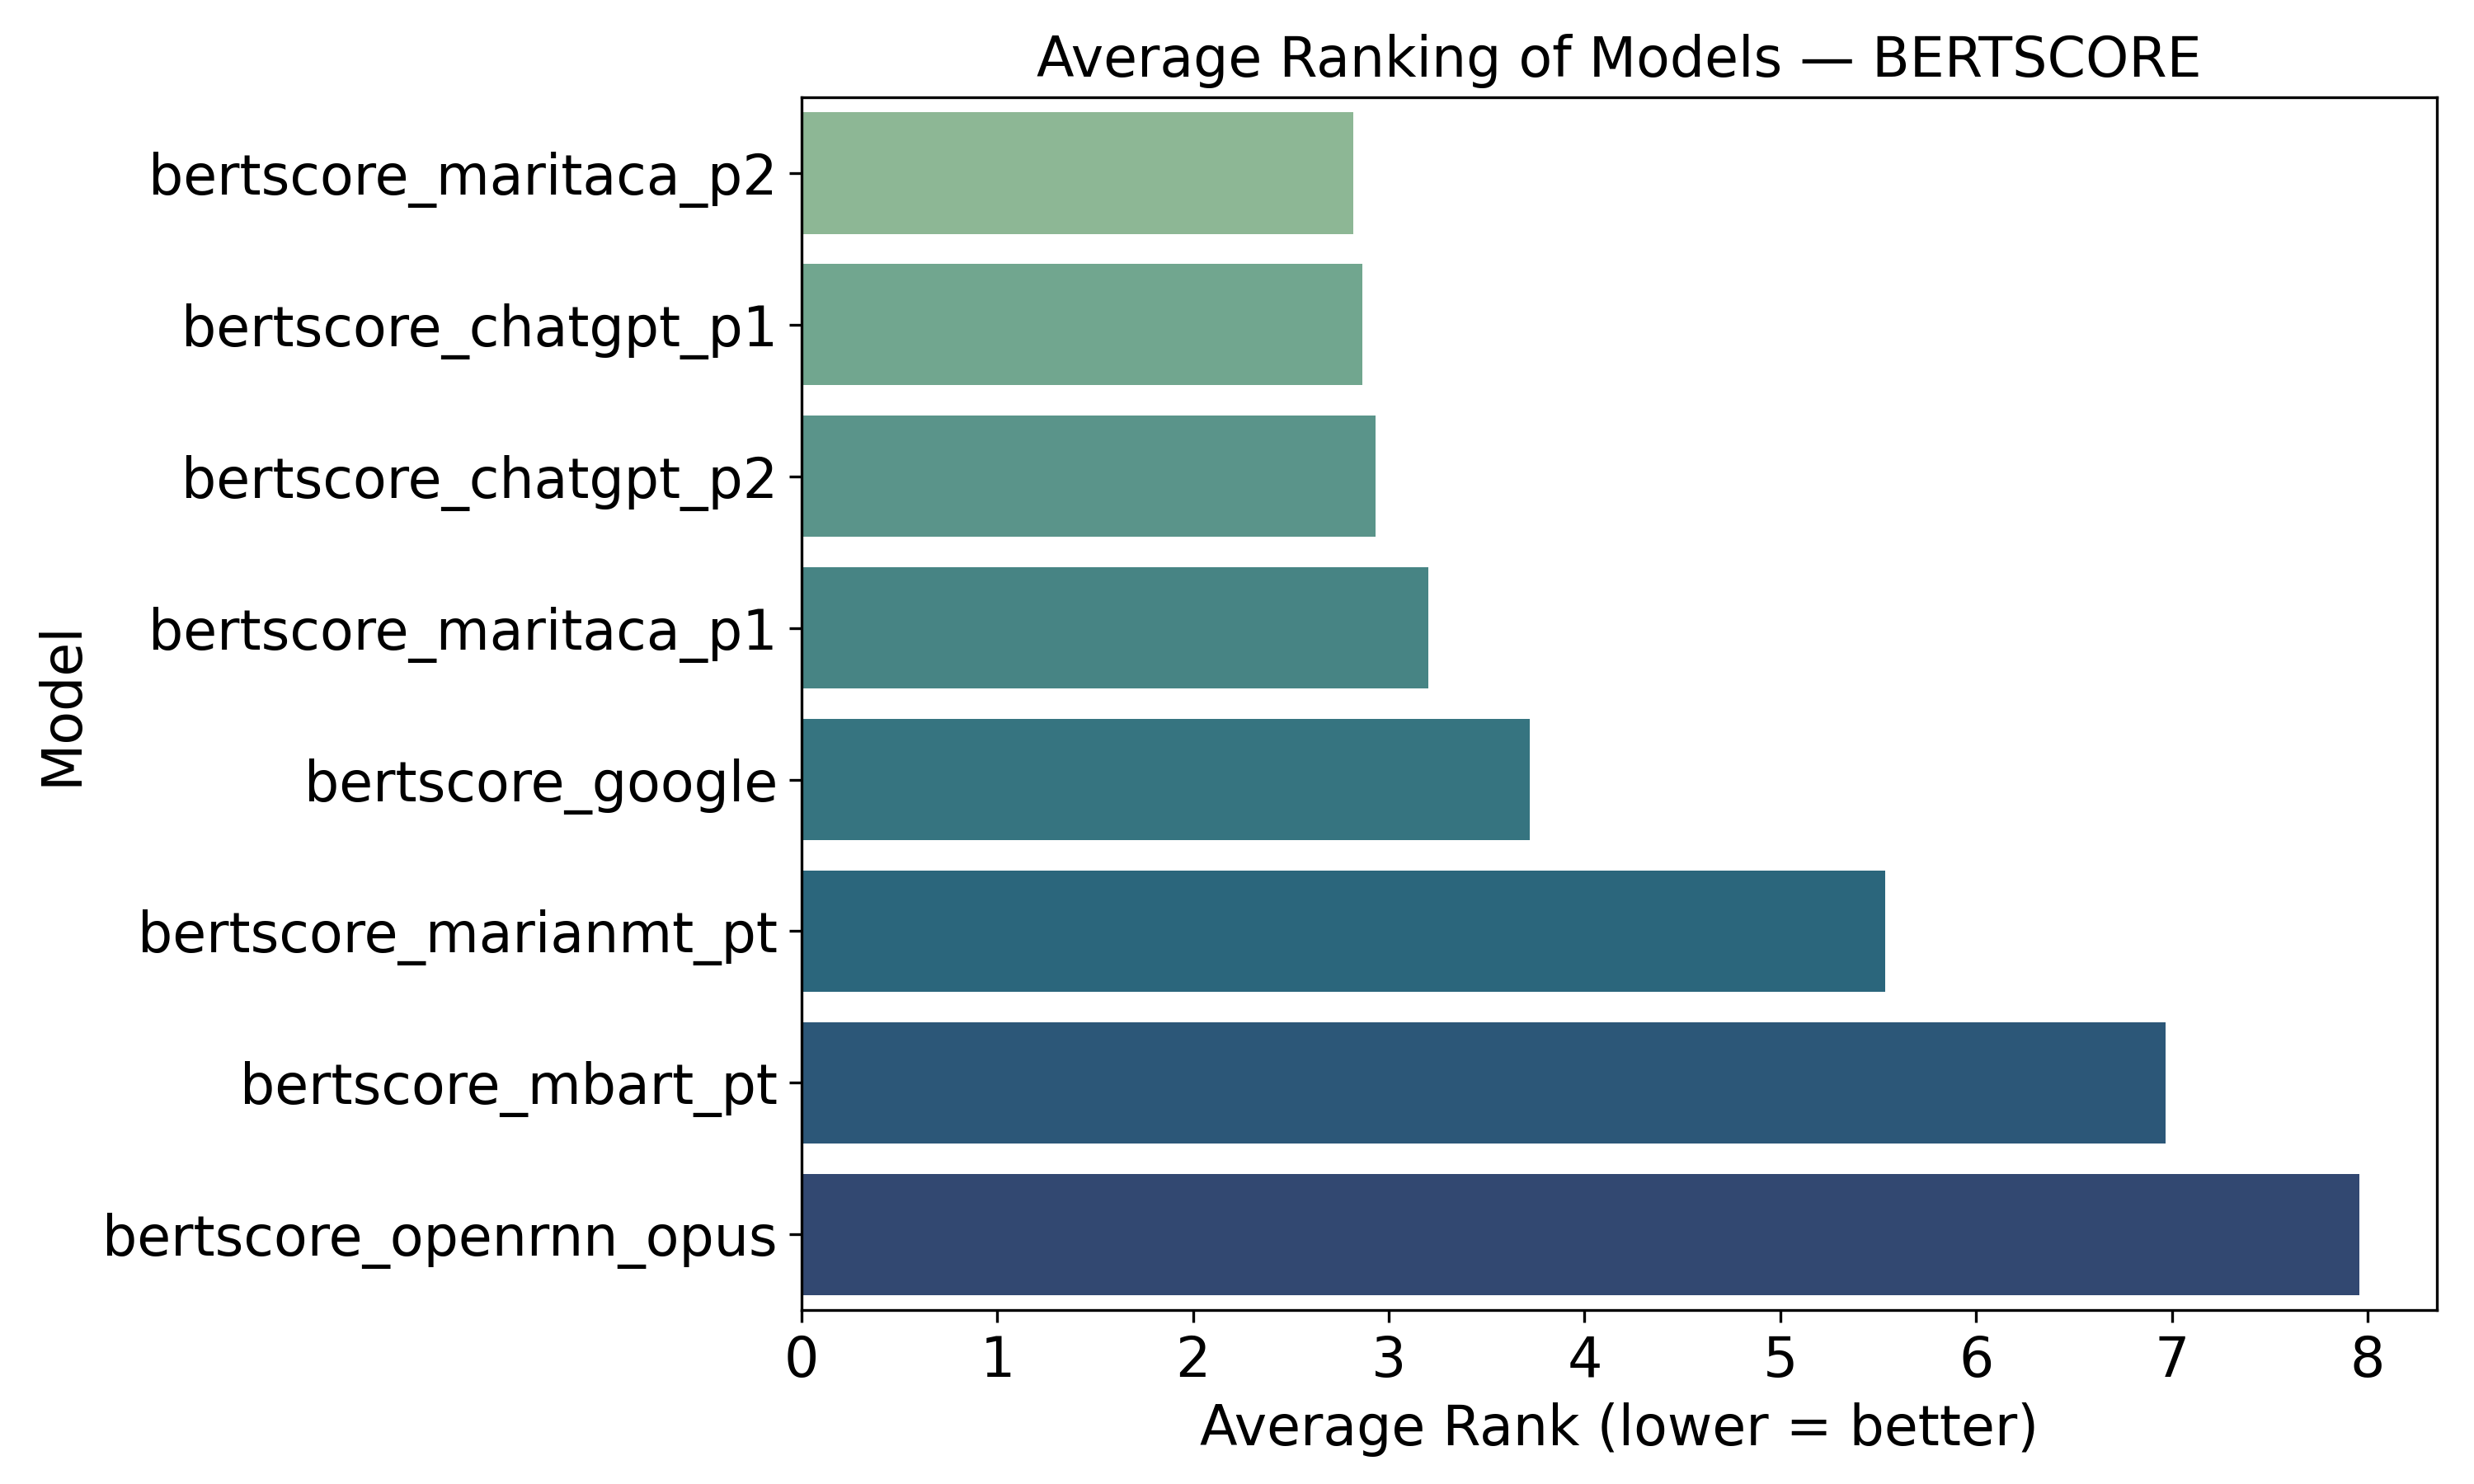 Average Ranking of Models — BERTSCORE
bertscore_maritaca_p2
bertscore_chatgpt_p1
bertscore_chatgpt_p2
bertscore_maritaca_p1
bertscore_google
bertscore_marianmt_pt
bertscore_mbart_pt
bertscore_openrnn_opus
Model
0 1 2 3 4 5 6 7 8
Average Rank (lower = better)